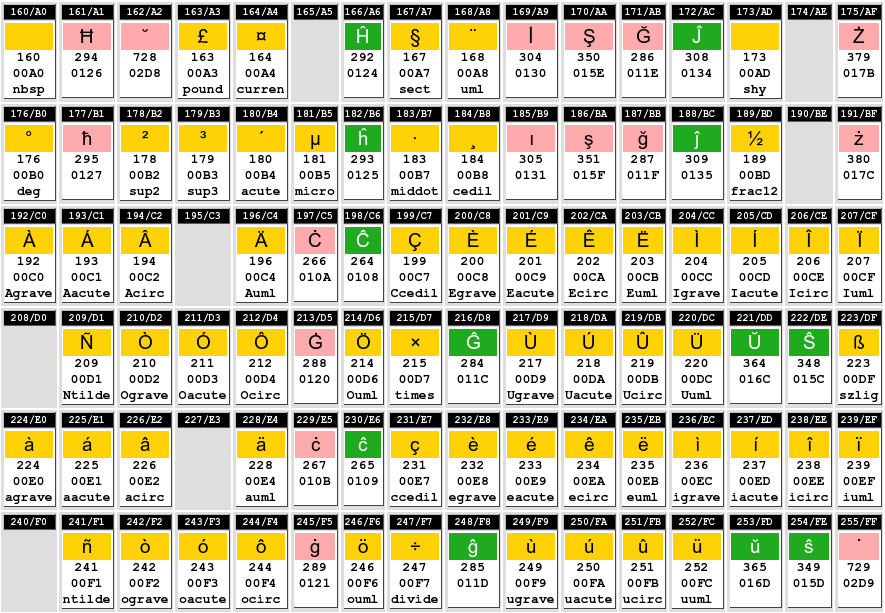 160/A0 161/A1 162/A2 163/A3 164/A4 165/A5 166/A6 167/A7 168/A8 169/A9 170/AA 171/AB 172/AC 173/AD 174/AE 175/AF
Ħ ˘ £ ¤ Ĥ § ¨ İ Ş Ğ Ĵ Ż
160 294 728 163 164 292 167 168 304 350 286 308 173 379
00A0 0126 02D8 00A3 00A4 0124 00A7 00A8 0130 015E 011E 0134 00AD 017B
nbsp pound curren sect uml shy
176/B0 177/B1 178/B2 179/B3 180/B4 181/B5 182/B6 183/B7 184/B8 185/B9 186/BA 187/BB 188/BC 189/BD 190/BE 191/BF
° ħ ² ³ ´ µ ĥ · ¸ ı ş ğ ĵ ½ ż
176 295 178 179 180 181 293 183 184 305 351 287 309 189 380
00B0 0127 00B2 00B3 00B4 00B5 0125 00B7 00B8 0131 015F 011F 0135 00BD 017C
deg sup2 sup3 acute micro middot cedil frac12
192/C0 193/C1 194/C2 195/C3 196/C4 197/C5 198/C6 199/C7 200/C8 201/C9 202/CA 203/CB 204/CC 205/CD 206/CE 207/CF
À Á Â Ä Ċ Ĉ Ç È É Ê Ë Ì Í Î Ï
192 193 194 196 266 264 199 200 201 202 203 204 205 206 207
00C0 00C1 00C2 00C4 010A 0108 00C7 00C8 00C9 00CA 00CB 00CC 00CD 00CE 00CF
Agrave Aacute Acirc Auml Ccedil Egrave Eacute Ecirc Euml Igrave Iacute Icirc Iuml
208/D0 209/D1 210/D2 211/D3 212/D4 213/D5 214/D6 215/D7 216/D8 217/D9 218/DA 219/DB 220/DC 221/DD 222/DE 223/DF
Ñ Ò Ó Ô Ġ Ö × Ĝ Ù Ú Û Ü Ŭ Ŝ ß
209 210 211 212 288 214 215 284 217 218 219 220 364 348 223
00D1 00D2 00D3 00D4 0120 00D6 00D7 011C 00D9 00DA 00DB 00DC 016C 015C 00DF
Ntilde Ograve Oacute Ocirc Ouml times Ugrave Uacute Ucirc Uuml szlig
224/E0 225/E1 226/E2 227/E3 228/E4 229/E5 230/E6 231/E7 232/E8 233/E9 234/EA 235/EB 236/EC 237/ED 238/EE 239/EF
à á â ä ċ ĉ ç è é ê ë ì í î ï
224 225 226 228 267 265 231 232 233 234 235 236 237 238 239
00E0 00E1 00E2 00E4 010B 0109 00E7 00E8 00E9 00EA 00EB 00EC 00ED 00EE 00EF
agrave aacute acirc auml ccedil egrave eacute ecirc euml igrave iacute icirc iuml
240/F0 241/F1 242/F2 243/F3 244/F4 245/F5 246/F6 247/F7 248/F8 249/F9 250/FA 251/FB 252/FC 253/FD 254/FE 255/FF
ñ ò ó ô ġ ö ÷ ĝ ù ú û ü ŭ ŝ ˙
241 242 243 244 289 246 247 285 249 250 251 252 365 349 729
00F1 00F2 00F3 00F4 0121 00F6 00F7 011D 00F9 00FA 00FB 00FC 016D 015D 02D9
ntilde ograve oacute ocirc ouml divide ugrave uacute ucirc uuml